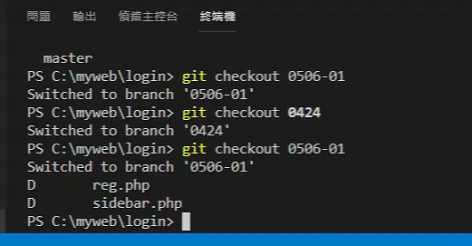 問題 輸出 偵錯主控台 終端機
master
PS C:\myweb\login> git checkout 0506-01
Switched to branch '0506-01'
PS C:\myweb\login> git checkout 0424
Switched to branch '0424'
PS C:\myweb\login> git checkout 0506-01
Switched to branch '0506-01'
D       reg.php
D       sidebar.php
PS C:\myweb\login>